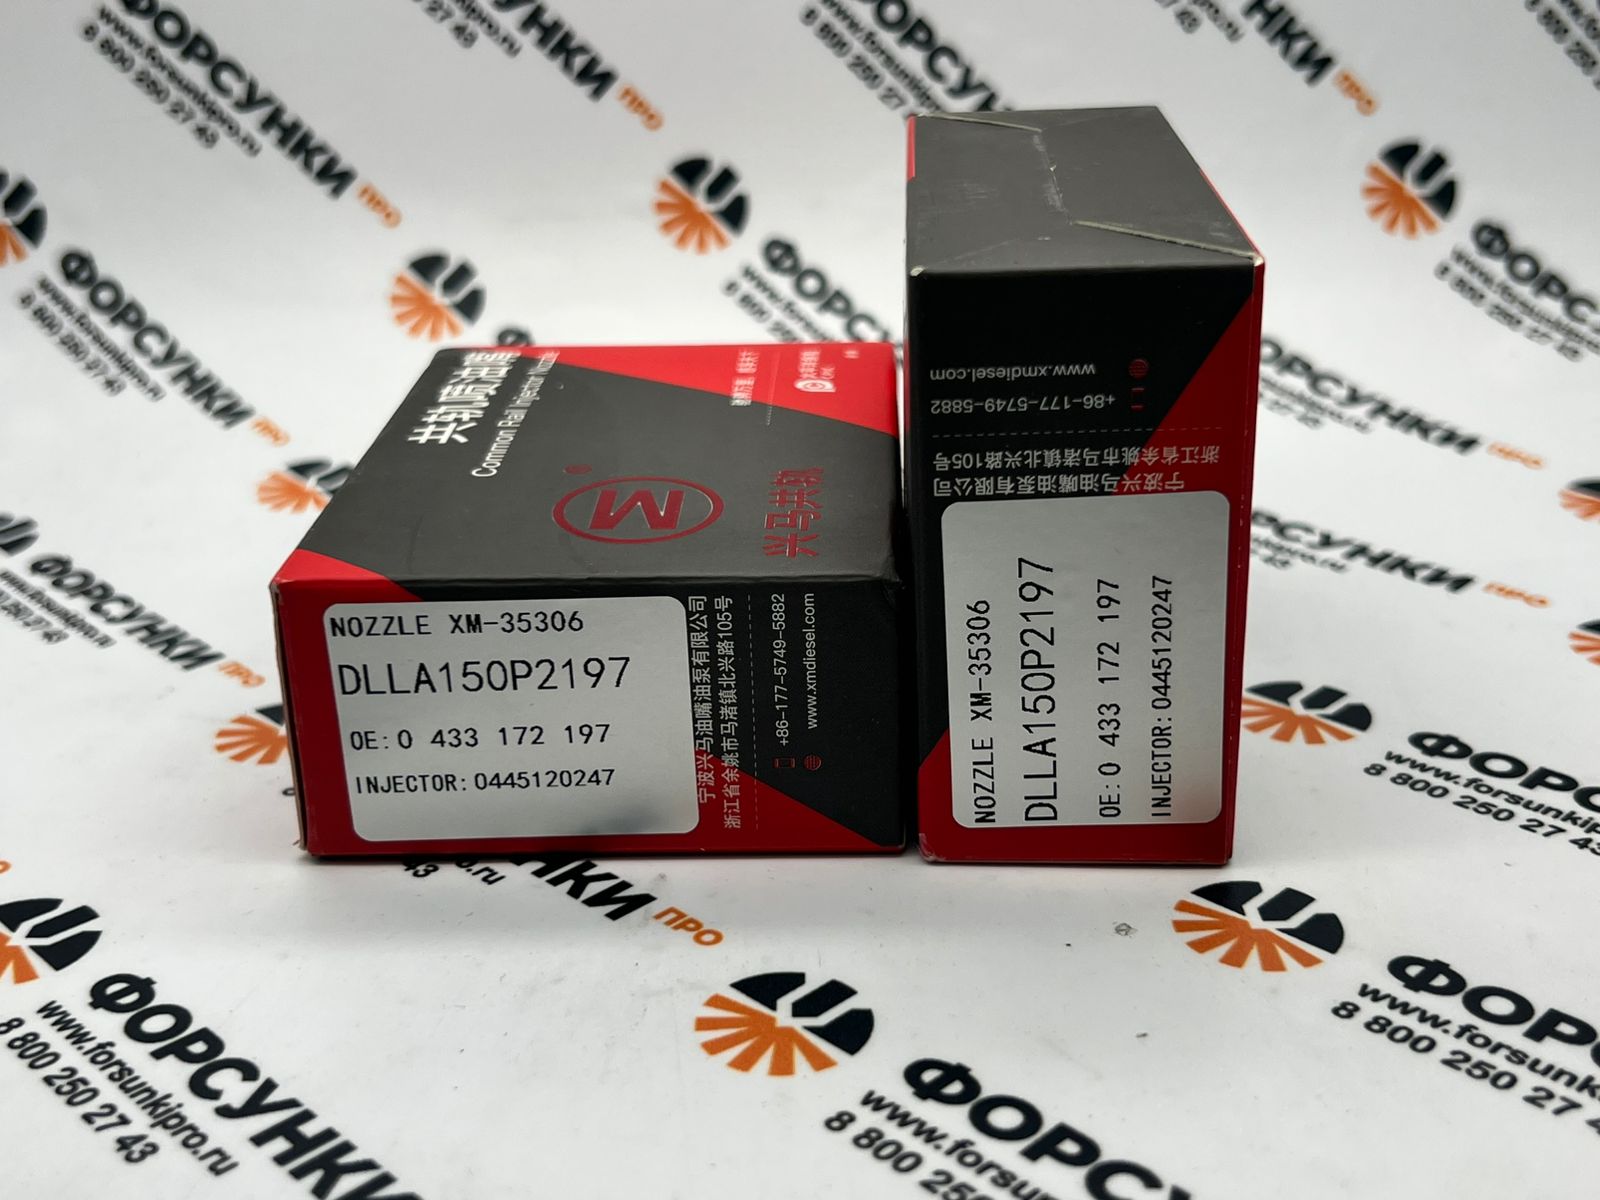 共轨喷油嘴
Common Rail Injector Nozzle
M
®
兴马共轨
NOZZLE XM-35306
DLLA150P2197
OE:0 433 172 197
INJECTOR:0445120247
宁波兴马油嘴油泵有限公司
浙江省余姚市马渚镇北兴路105号
+86-177-5749-5882
www.xmdiesel.com
www.xmdiesel.com
+86-177-5749-5882
浙江省余姚市马渚镇北兴路105号
宁波兴马油嘴油泵有限公司
NOZZLE XM-35306
DLLA150P2197
OE:0 433 172 197
INJECTOR:0445120247
ФОРСУНКИ ПРО
www.forsunkipro.ru
8 800 250 27 43